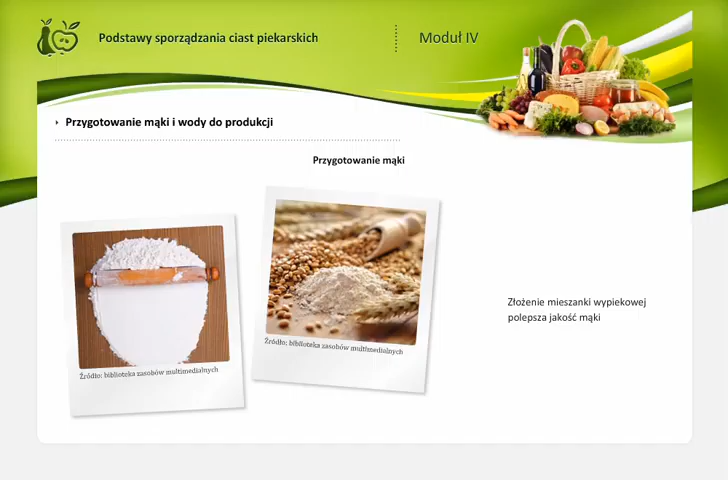 Podstawy sporządzania ciast piekarskich
Moduł IV
Przygotowanie mąki i wody do produkcji
Przygotowanie mąki
Źródło: biblioteka zasobów multimedialnych
Źródło: biblioteka zasobów multimedialnych
Złożenie mieszanki wypiekowej
polepsza jakość mąki